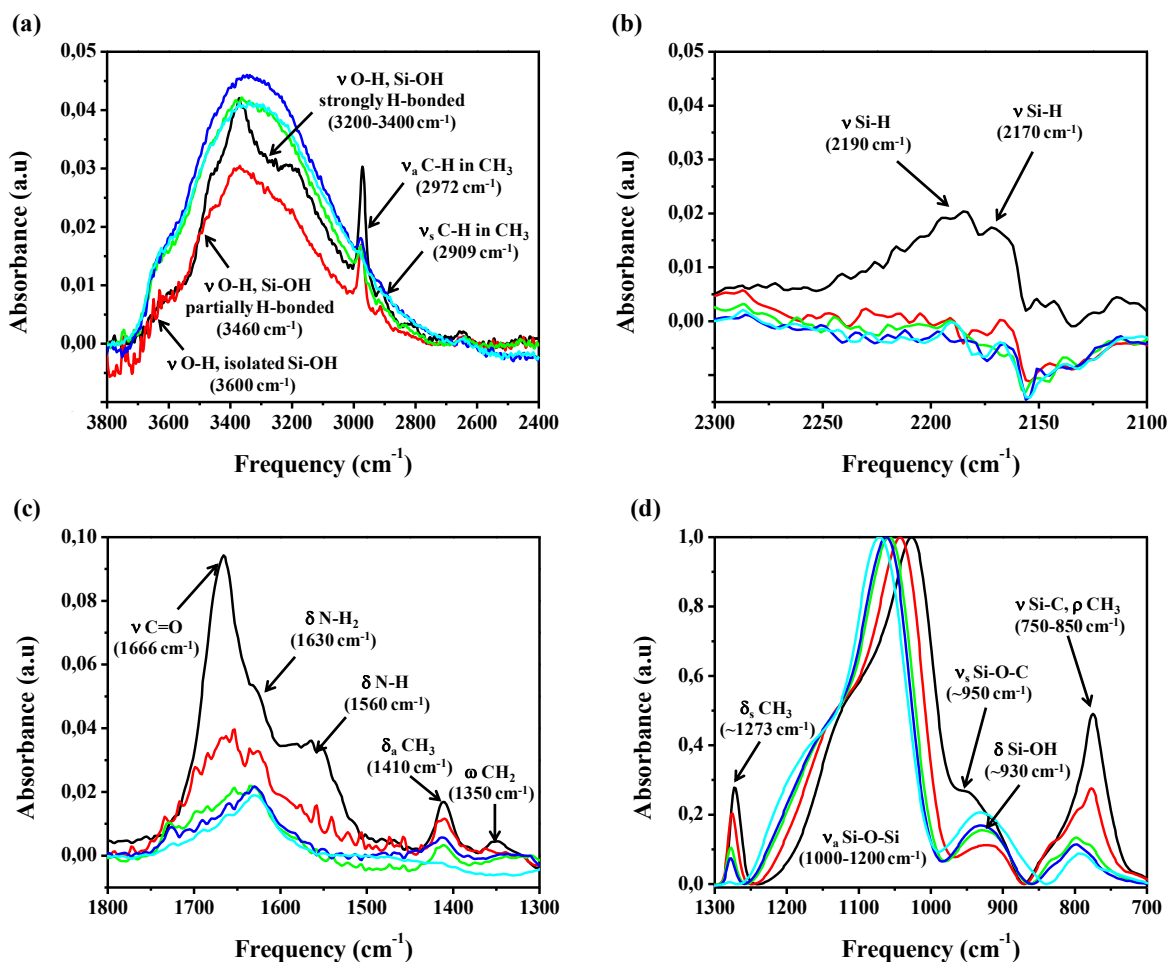 (a)
0,05
0,04
0,03
0,02
0,01
0,00
Absorbance (a.u)
ν O-H, Si-OH
strongly H-bonded
(3200-3400 cm⁻¹)
νₐ C-H in CH₃
(2972 cm⁻¹)
νₛ C-H in CH₃
(2909 cm⁻¹)
ν O-H, Si-OH
partially H-bonded
(3460 cm⁻¹)
ν O-H, isolated Si-OH
(3600 cm⁻¹)
3800 3600 3400 3200 3000 2800 2600 2400
Frequency (cm⁻¹)
(b)
0,05
0,04
0,03
0,02
0,01
0,00
Absorbance (a.u)
ν Si-H
(2190 cm⁻¹)
ν Si-H
(2170 cm⁻¹)
2300 2250 2200 2150 2100
Frequency (cm⁻¹)
(c)
0,10
0,08
0,06
0,04
0,02
0,00
Absorbance (a.u)
ν C=O
(1666 cm⁻¹)
δ N-H₂
(1630 cm⁻¹)
δ N-H
(1560 cm⁻¹)
δₐ CH₃
(1410 cm⁻¹)
ω CH₂
(1350 cm⁻¹)
1800 1700 1600 1500 1400 1300
Frequency (cm⁻¹)
(d)
1,0
0,8
0,6
0,4
0,2
0,0
Absorbance (a.u)
δₛ CH₃
(~1273 cm⁻¹)
νₐ Si-O-Si
(1000-1200 cm⁻¹)
ν Si-C, ρ CH₃
(750-850 cm⁻¹)
νₛ Si-O-C
(~950 cm⁻¹)
δ Si-OH
(~930 cm⁻¹)
1300 1200 1100 1000 900 800 700
Frequency (cm⁻¹)